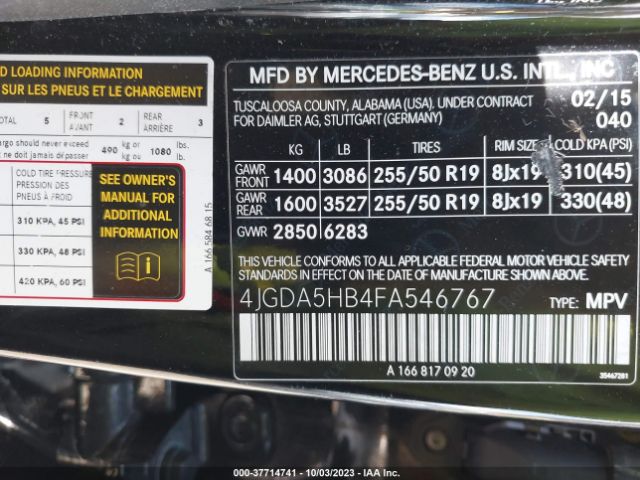 D LOADING INFORMATION
SUR LES PNEUS ET LE CHARGEMENT
TOTAL 5 FRONT AVANT 2 REAR ARRIÈRE 3
argo should never exceed 490 kg or 1080 lbs.
ne doit jamais dépasser kg ou lb.
COLD TIRE PRESSURE
PRESSION DES
PNEUS À FROID
310 KPA, 45 PSI
330 KPA, 48 PSI
420 KPA, 60 PSI
SEE OWNER'S
MANUAL FOR
ADDITIONAL
INFORMATION
A 166 584 68 15
MFD BY MERCEDES-BENZ U.S. INTL., INC
TUSCALOOSA COUNTY, ALABAMA (USA). UNDER CONTRACT 02/15
FOR DAIMLER AG, STUTTGART (GERMANY) 040
KG LB TIRES RIM SIZE COLD KPA (PSI)
GAWR FRONT 1400 3086 255/50 R19 8Jx19 310(45)
GAWR REAR 1600 3527 255/50 R19 8Jx19 330(48)
GVWR 2850 6283
THIS VEHICLE CONFORMS TO ALL APPLICABLE FEDERAL MOTOR VEHICLE SAFETY
STANDARDS IN EFFECT ON THE DATE OF MANUFACTURE SHOWN ABOVE.
4JGDA5HB4FA546767 TYPE: MPV
A 166 817 09 20
35467281
000-37714741 | 10/03/2023 | IAA Inc.